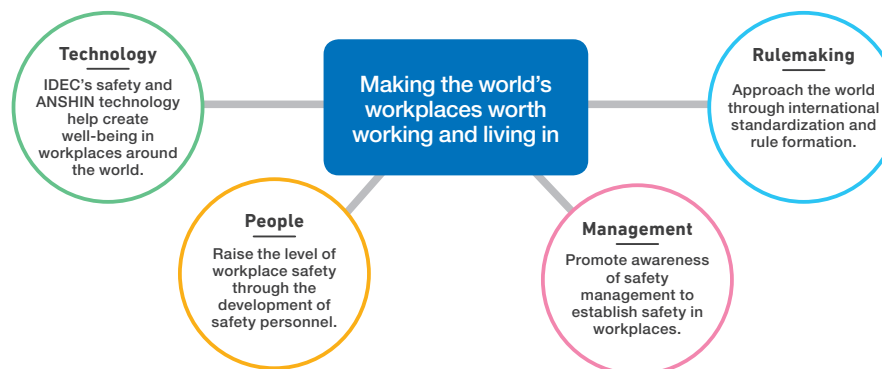 Technology
IDEC's safety and
ANSHIN technology
help create
well-being in
workplaces around
the world.
Making the world's
workplaces worth
working and living in
Rulemaking
Approach the world
through international
standardization and
rule formation.
People
Raise the level of
workplace safety
through the
development of
safety personnel.
Management
Promote awareness
of safety
management to
establish safety in
workplaces.